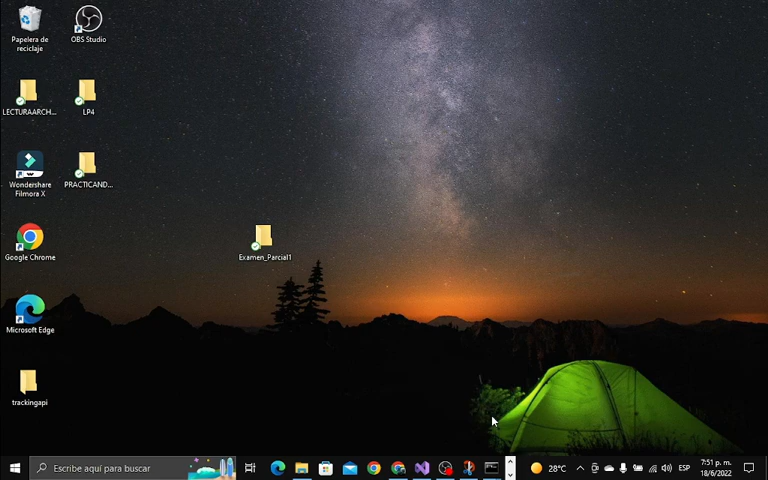 Papelera de
reciclaje
OBS Studio
LECTURAARCH...
LP4
Wondershare
Filmora X
PRACTICAND...
Google Chrome
Examen_Parcial1
Microsoft Edge
trackingapi
Escribe aquí para buscar
28°C
ESP
7:51 p. m.
18/6/2022